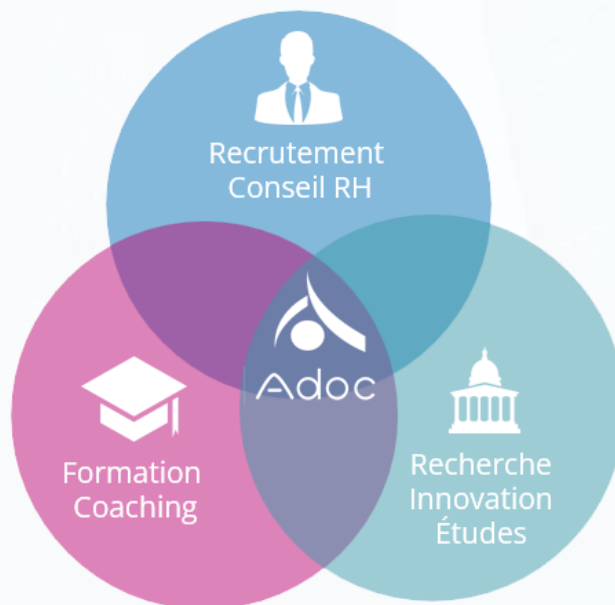 Recrutement
Conseil RH
Adoc
Formation
Coaching
Recherche
Innovation
Études